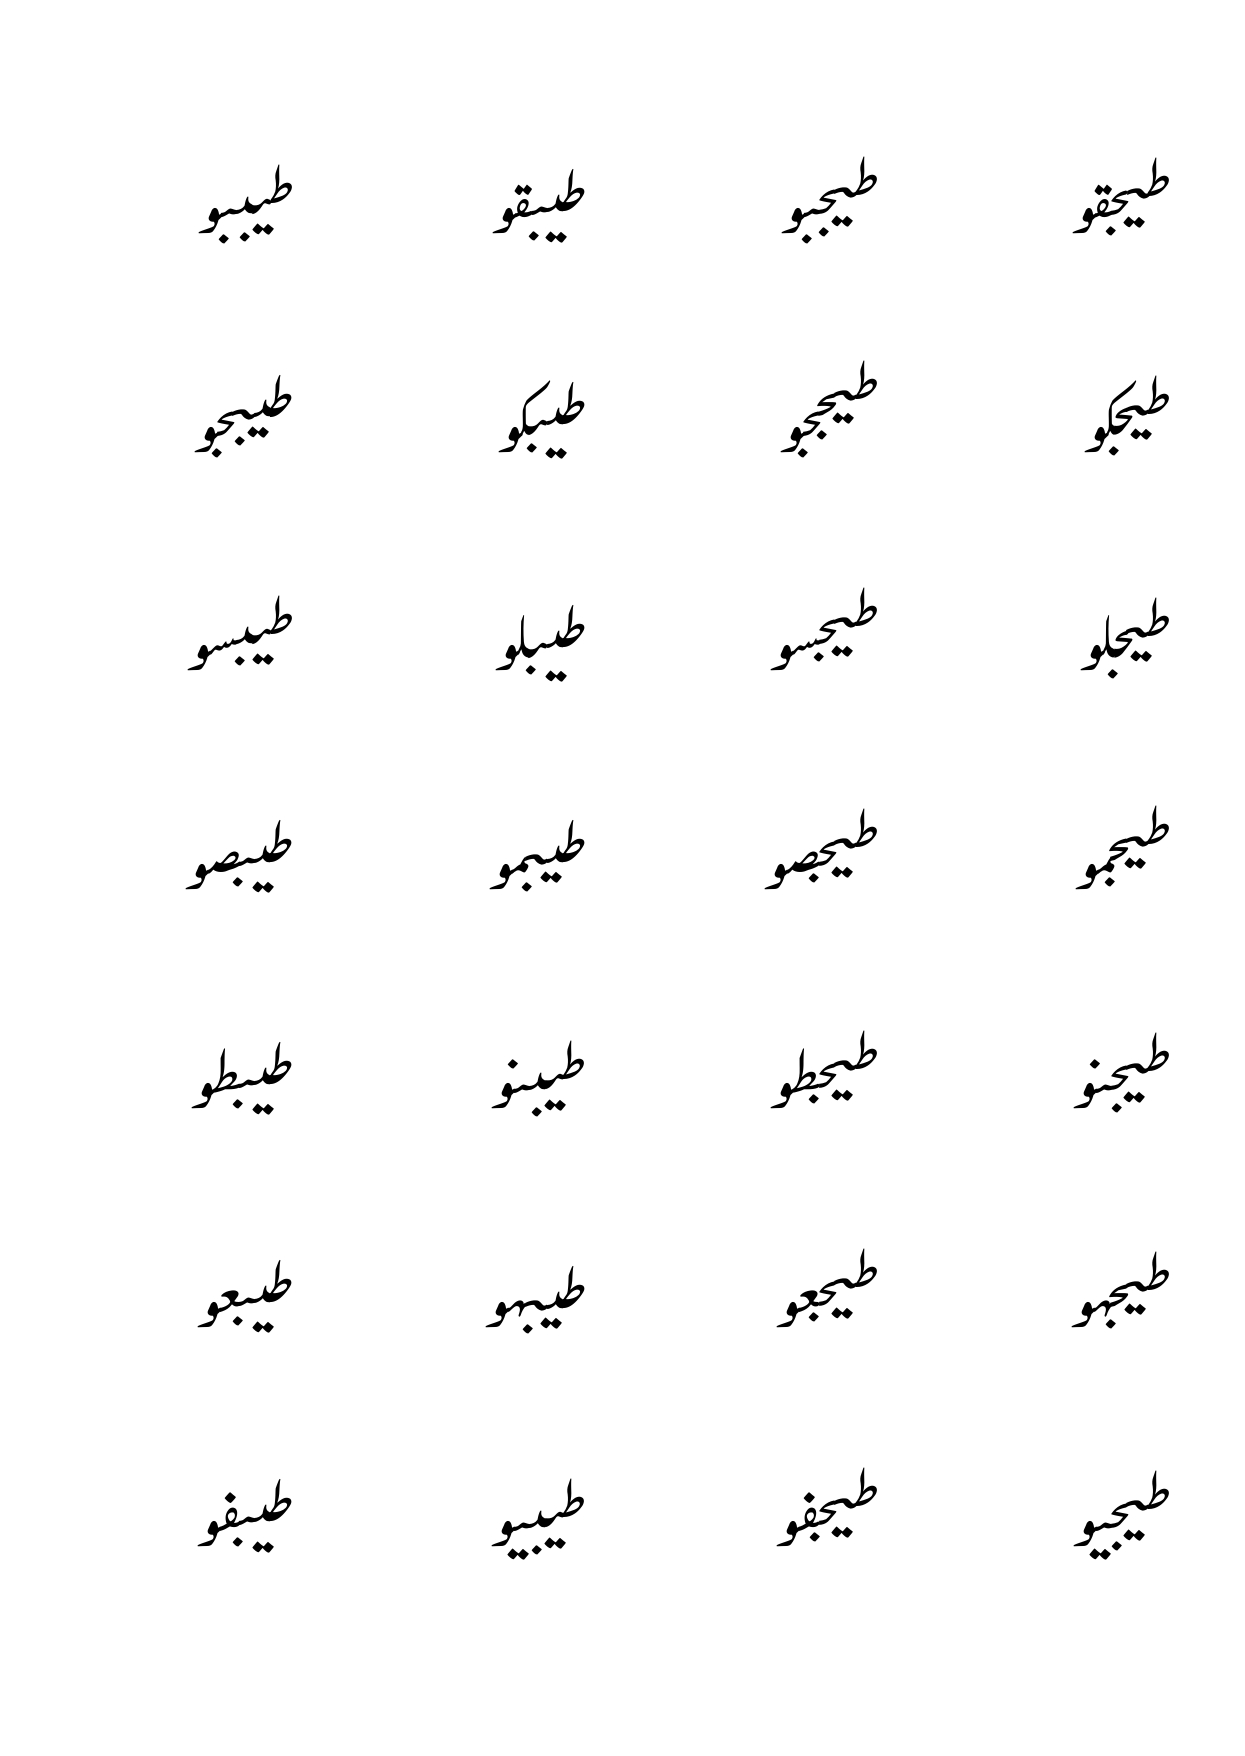 طيجقو طيجبو طيبقو طيببو
طيجكو طيججو طيبكو طيبجو
طيجلو طيجسو طيبلو طيبسو
طيجمو طيجصو طيبمو طيبصو
طيجنو طيجطو طيبنو طيبطو
طيجهو طيجعو طيبهو طيبعو
طيجيو طيجفو طيبيو طيبفو